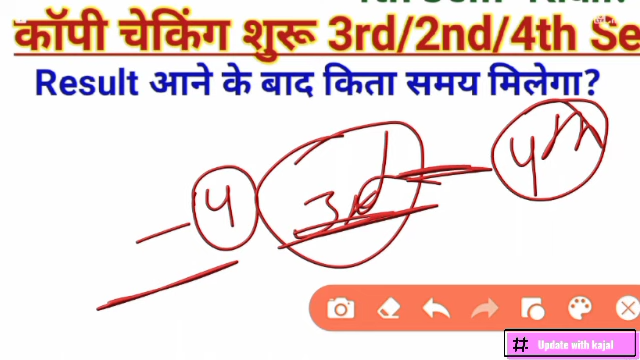 कॉपी चेकिंग शुरू 3rd/2nd/4th Se
Result आने के बाद किता समय मिलेगा?
4 3rd 4th
# Update with kajal